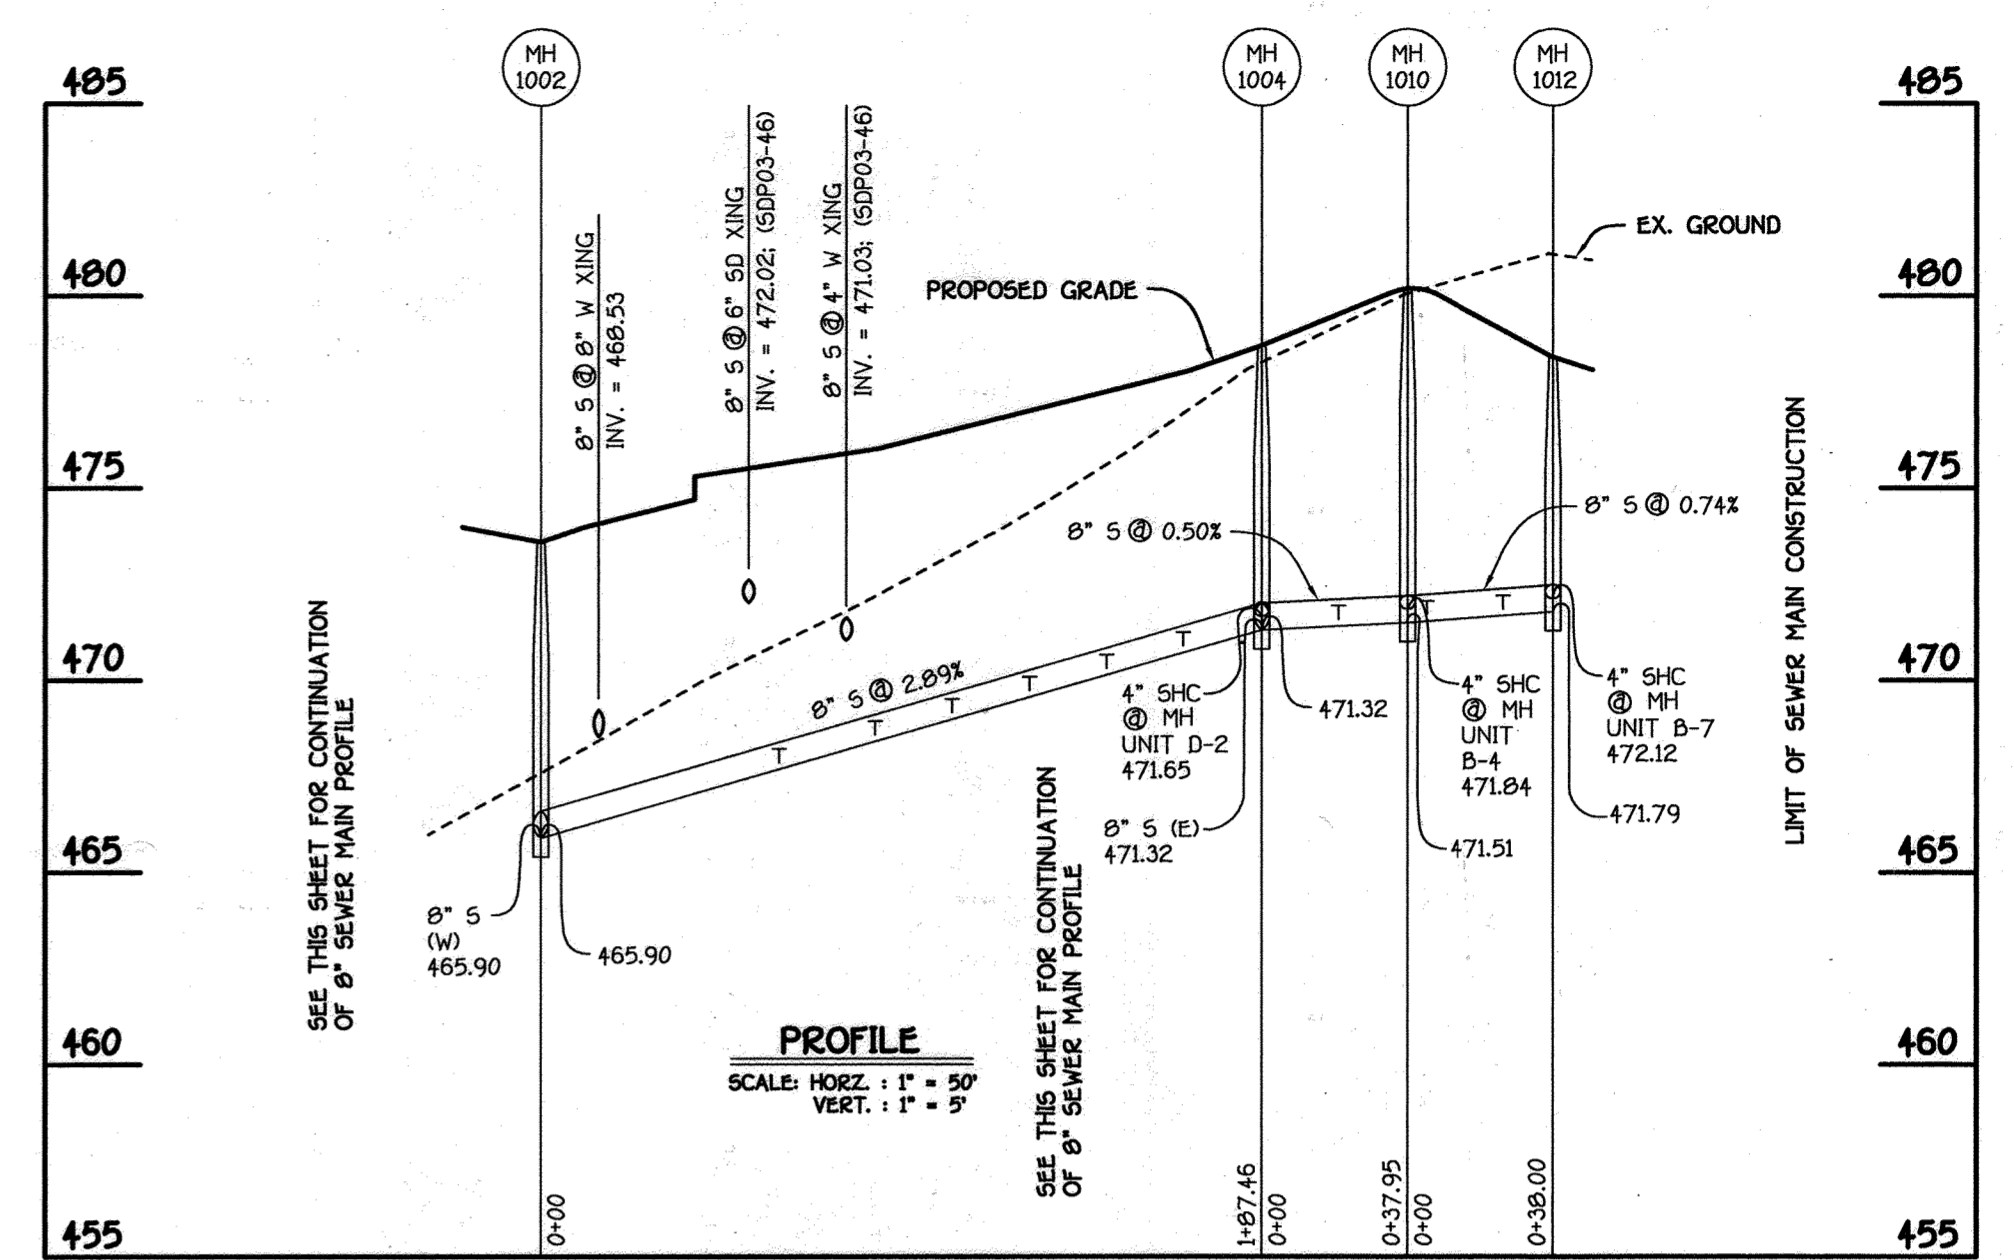 MH
1002
MH
1004
MH
1010
MH
1012
485
485
480
480
475
475
470
470
465
465
460
460
455
455
8" S @ 8" W XING
INV. = 468.53
8" S @ 6" SD XING
INV. = 472.02; (SDP03-46)
8" S @ 4" W XING
INV. = 471.03; (SDP03-46)
PROPOSED GRADE
EX. GROUND
8" S @ 0.50%
8" S @ 0.74%
8" S @ 2.89%
T
T
T
T
T
T
T
T
T
SEE THIS SHEET FOR CONTINUATION
OF 8" SEWER MAIN PROFILE
8" S
(W)
465.90
465.90
4" SHC
@ MH
UNIT D-2
471.65
471.32
8" S (E)
471.32
4" SHC
@ MH
UNIT
B-4
471.84
471.51
4" SHC
@ MH
UNIT B-7
472.12
471.79
SEE THIS SHEET FOR CONTINUATION
OF 8" SEWER MAIN PROFILE
LIMIT OF SEWER MAIN CONSTRUCTION
PROFILE
SCALE: HORZ. : 1" = 50'
VERT. : 1" = 5'
0+00
1+87.46
0+00
0+37.95
0+00
0+38.00